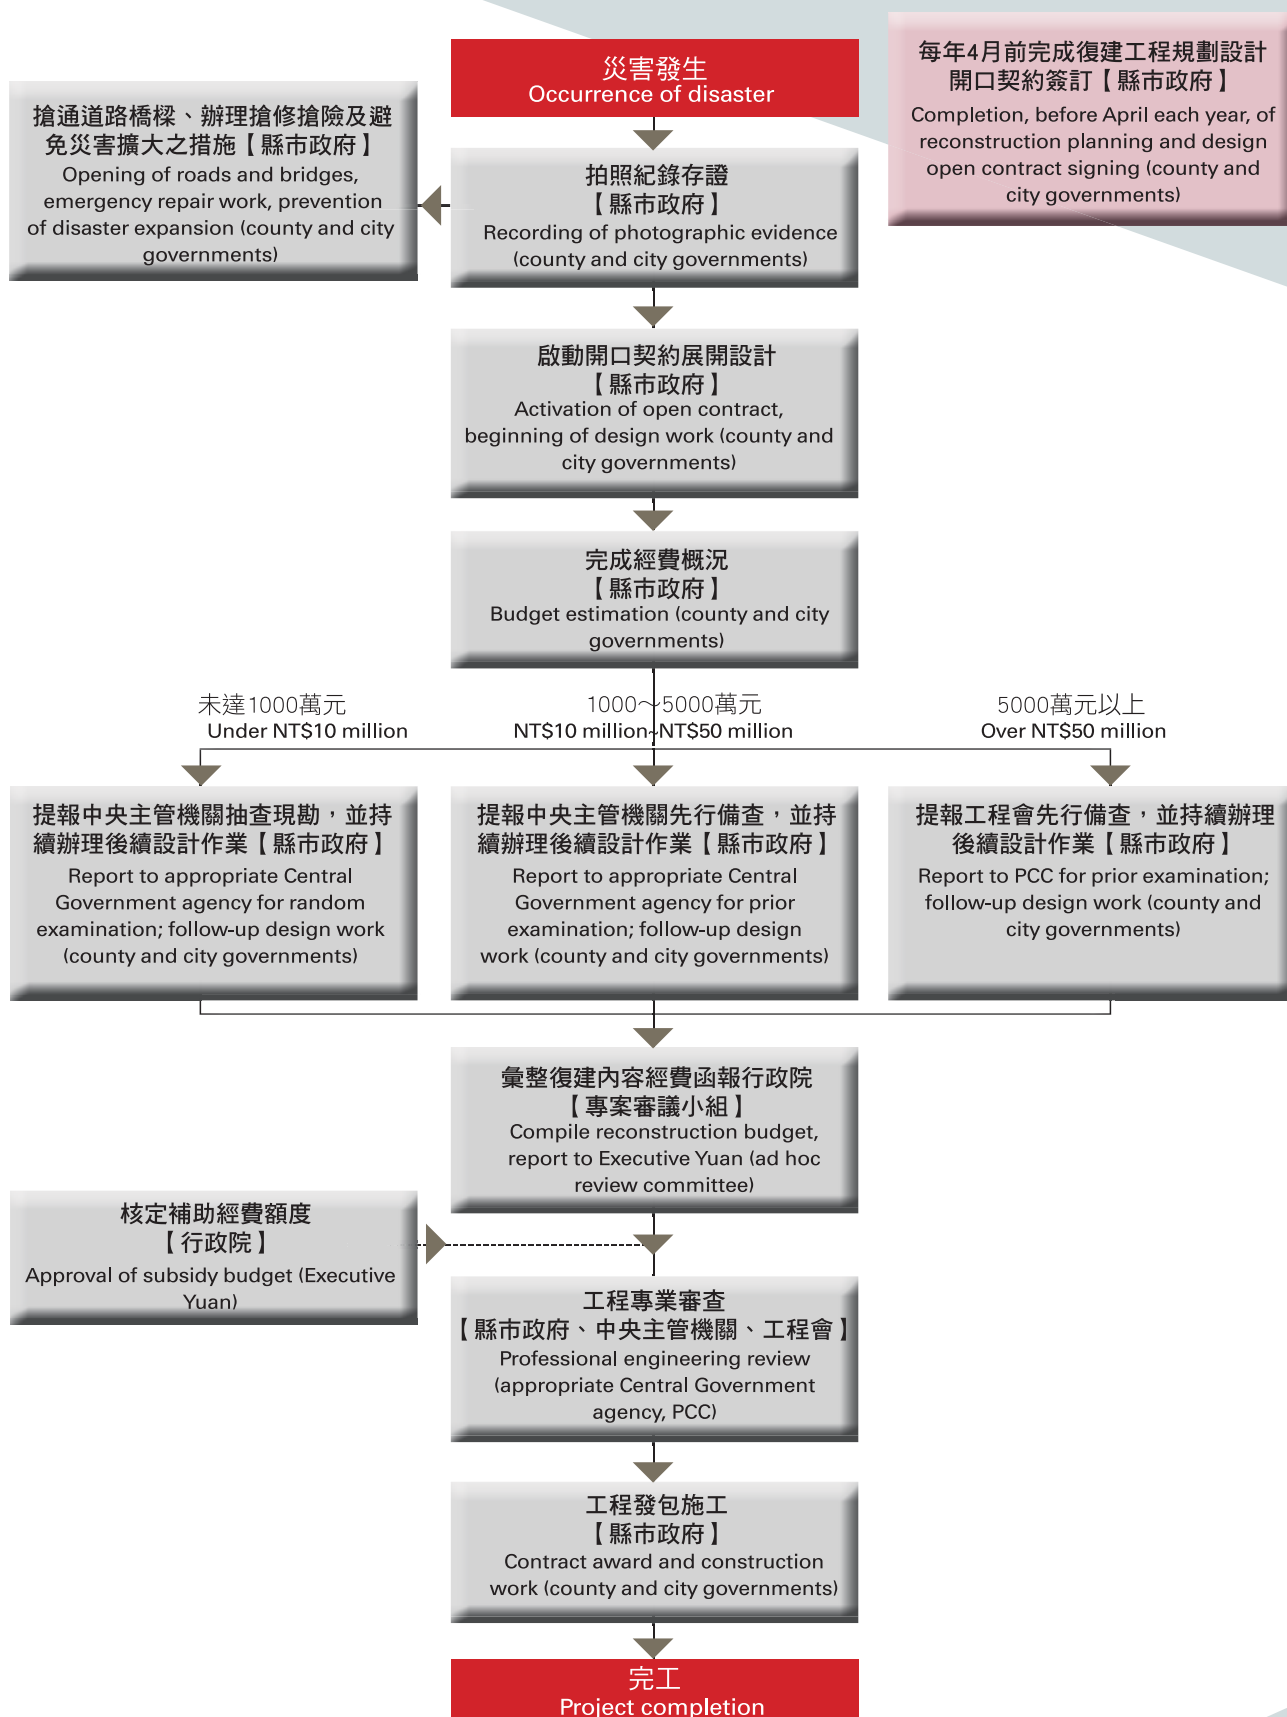 災害發生
Occurrence of disaster
每年4月前完成復建工程規劃設計
開口契約簽訂【縣市政府】
Completion, before April each year, of
reconstruction planning and design
open contract signing (county and
city governments)
搶通道路橋樑、辦理搶修搶險及避
免災害擴大之措施【縣市政府】
Opening of roads and bridges,
emergency repair work, prevention
of disaster expansion (county and city
governments)
拍照紀錄存證
【縣市政府】
Recording of photographic evidence
(county and city governments)
啟動開口契約展開設計
【縣市政府】
Activation of open contract,
beginning of design work (county and
city governments)
完成經費概況
【縣市政府】
Budget estimation (county and city
governments)
未達1000萬元
Under NT$10 million
1000～5000萬元
NT$10 million~NT$50 million
5000萬元以上
Over NT$50 million
提報中央主管機關抽查現勘，並持
續辦理後續設計作業【縣市政府】
Report to appropriate Central
Government agency for random
examination; follow-up design work
(county and city governments)
提報中央主管機關先行備查，並持
續辦理後續設計作業【縣市政府】
Report to appropriate Central
Government agency for prior
examination; follow-up design
work (county and city governments)
提報工程會先行備查，並持續辦理
後續設計作業【縣市政府】
Report to PCC for prior examination;
follow-up design work (county and
city governments)
彙整復建內容經費函報行政院
【專案審議小組】
Compile reconstruction budget,
report to Executive Yuan (ad hoc
review committee)
核定補助經費額度
【行政院】
Approval of subsidy budget (Executive
Yuan)
工程專業審查
【縣市政府、中央主管機關、工程會】
Professional engineering review
(appropriate Central Government
agency, PCC)
工程發包施工
【縣市政府】
Contract award and construction
work (county and city governments)
完工
Project completion